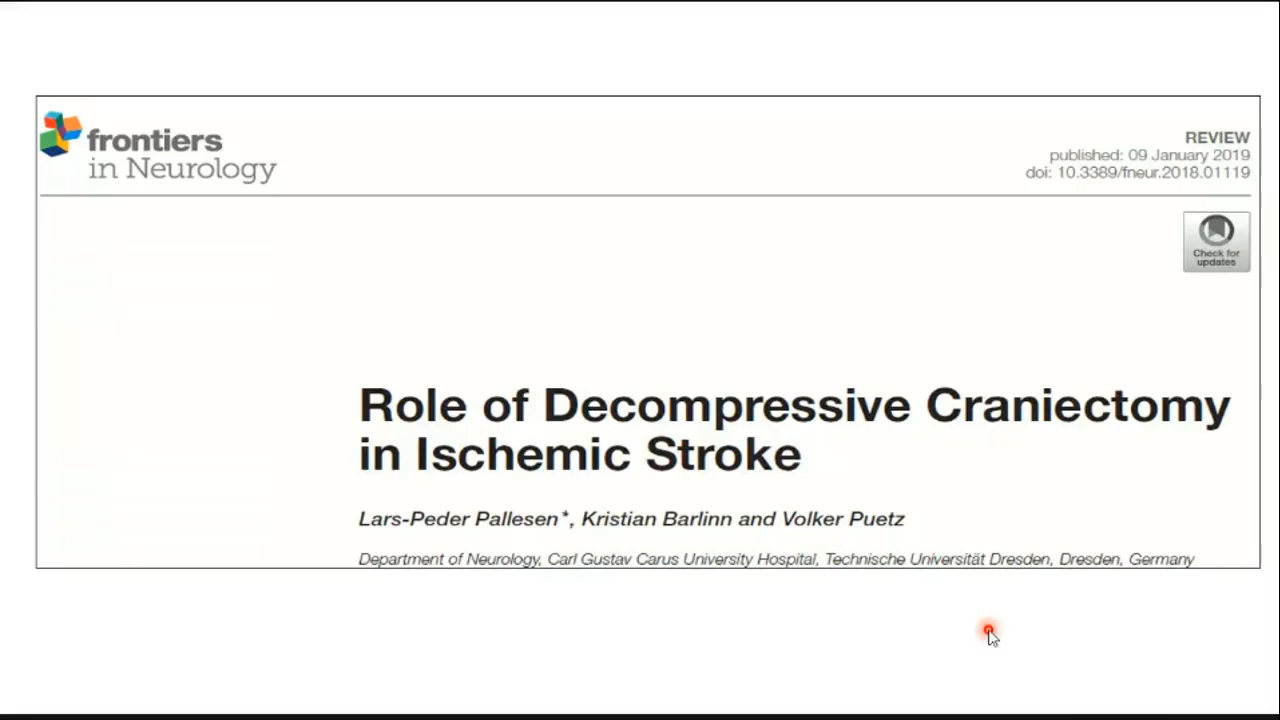 frontiers
in Neurology
REVIEW
published: 09 January 2019
doi: 10.3389/fneur.2018.01119
Check for
updates
Role of Decompressive Craniectomy
in Ischemic Stroke
Lars-Peder Pallesen*, Kristian Barlinn and Volker Puetz
Department of Neurology, Carl Gustav Carus University Hospital, Technische Universität Dresden, Dresden, Germany